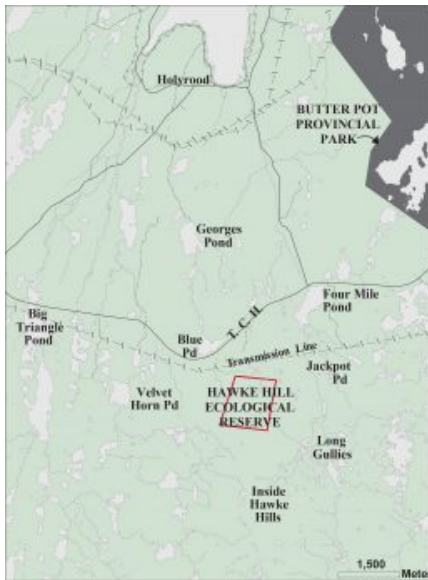 Holyrood
BUTTER POT
PROVINCIAL
PARK
Georges
Pond
Four Mile
Pond
Big
Triangle
Pond
Blue
Pd
T. C. H.
Transmission Line
Jackpot
Pd
Velvet
Horn Pd
HAWKE HILL
ECOLOGICAL
RESERVE
Long
Gullies
Inside
Hawke
Hills
1,500
Mete